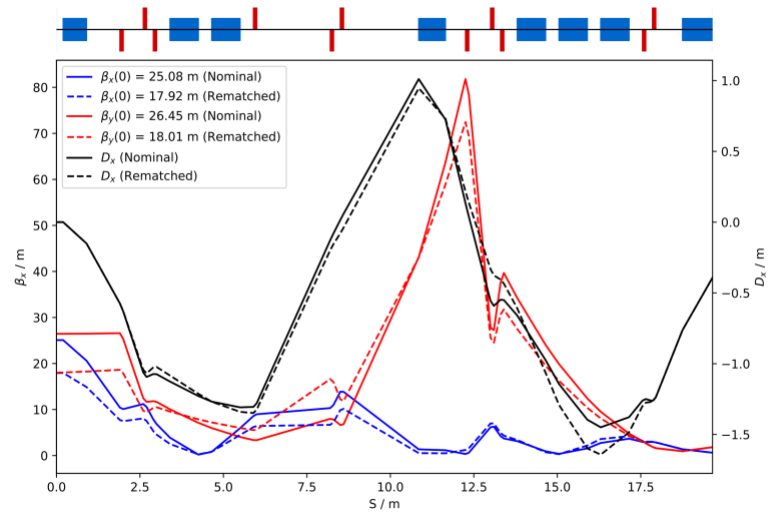 βₓ(0) = 25.08 m (Nominal)
βₓ(0) = 17.92 m (Rematched)
βᵧ(0) = 26.45 m (Nominal)
βᵧ(0) = 18.01 m (Rematched)
Dₓ (Nominal)
Dₓ (Rematched)
80
70
60
50
40
30
20
10
0
βₓ / m
1.0
0.5
0.0
−0.5
−1.0
−1.5
Dₓ / m
0.0 2.5 5.0 7.5 10.0 12.5 15.0 17.5
S / m